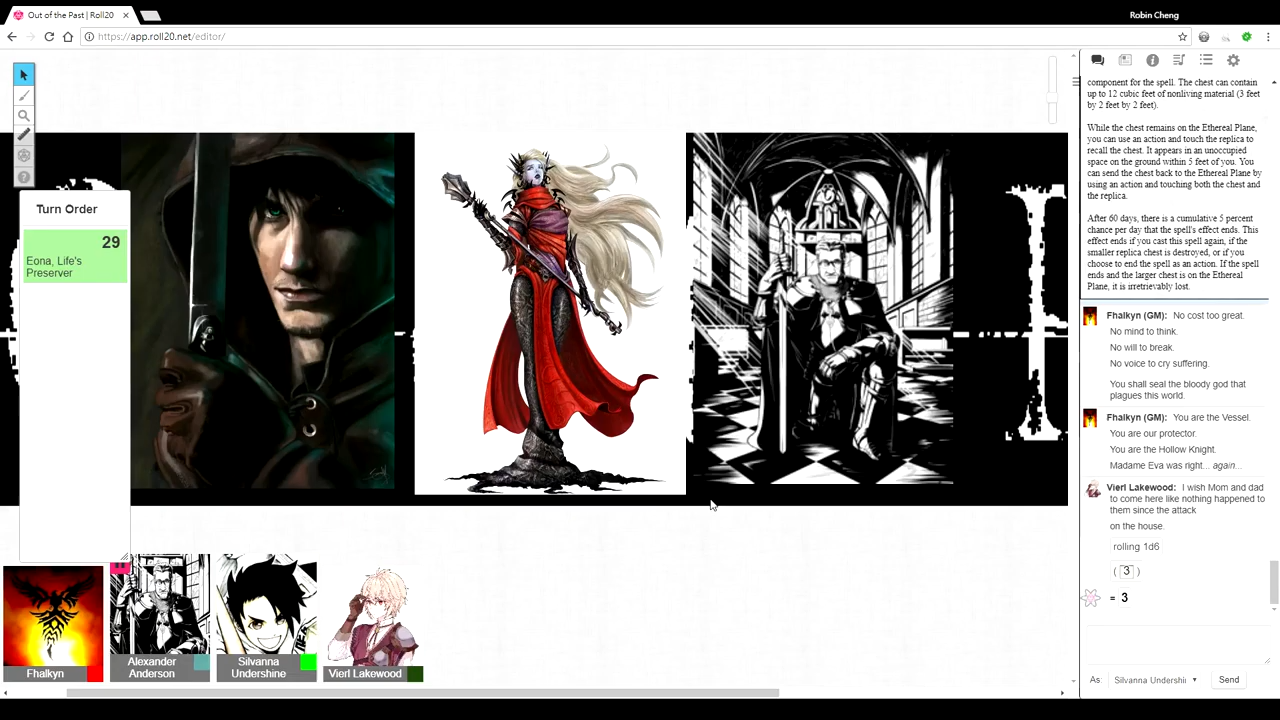 Out of the Past | Roll20
Robin Cheng
https://app.roll20.net/editor/
Turn Order
29
Eona, Life's
Preserver
component for the spell. The chest can contain
up to 12 cubic feet of nonliving material (3 feet
by 2 feet by 2 feet).
While the chest remains on the Ethereal Plane,
you can use an action and touch the replica to
recall the chest. It appears in an unoccupied
space on the ground within 5 feet of you. You
can send the chest back to the Ethereal Plane by
using an action and touching both the chest and
the replica.
After 60 days, there is a cumulative 5 percent
chance per day that the spell's effect ends. This
effect ends if you cast this spell again, if the
smaller replica chest is destroyed, or if you
choose to end the spell as an action. If the spell
ends and the larger chest is on the Ethereal
Plane, it is irretrievably lost.
Fhalkyn (GM): No cost too great.
No mind to think.
No will to break.
No voice to cry suffering.
You shall seal the bloody god that
plagues this world.
Fhalkyn (GM): You are the Vessel.
You are our protector.
You are the Hollow Knight.
Madame Eva was right... again...
Vierl Lakewood: I wish Mom and dad
to come here like nothing happened to
them since the attack
on the house.
rolling 1d6
( 3 )
= 3
As: Silvanna Undershi
Send
Fhalkyn
Alexander
Anderson
Silvanna
Undershine
Vierl Lakewood